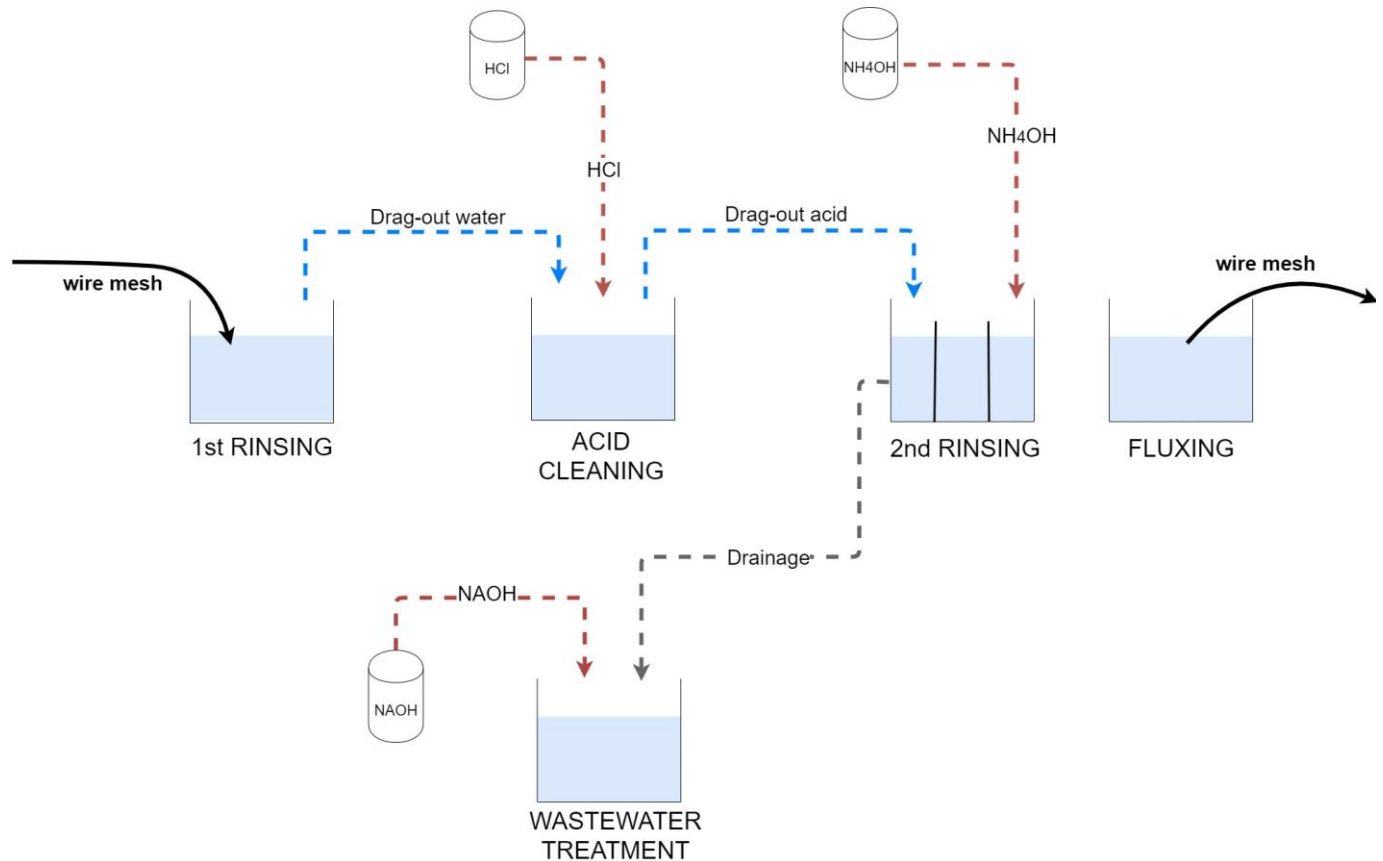 HCl
NH4OH
HCl
NH4OH
Drag-out water
Drag-out acid
wire mesh
wire mesh
1st RINSING
ACID
CLEANING
2nd RINSING
FLUXING
Drainage
NAOH
NAOH
WASTEWATER
TREATMENT